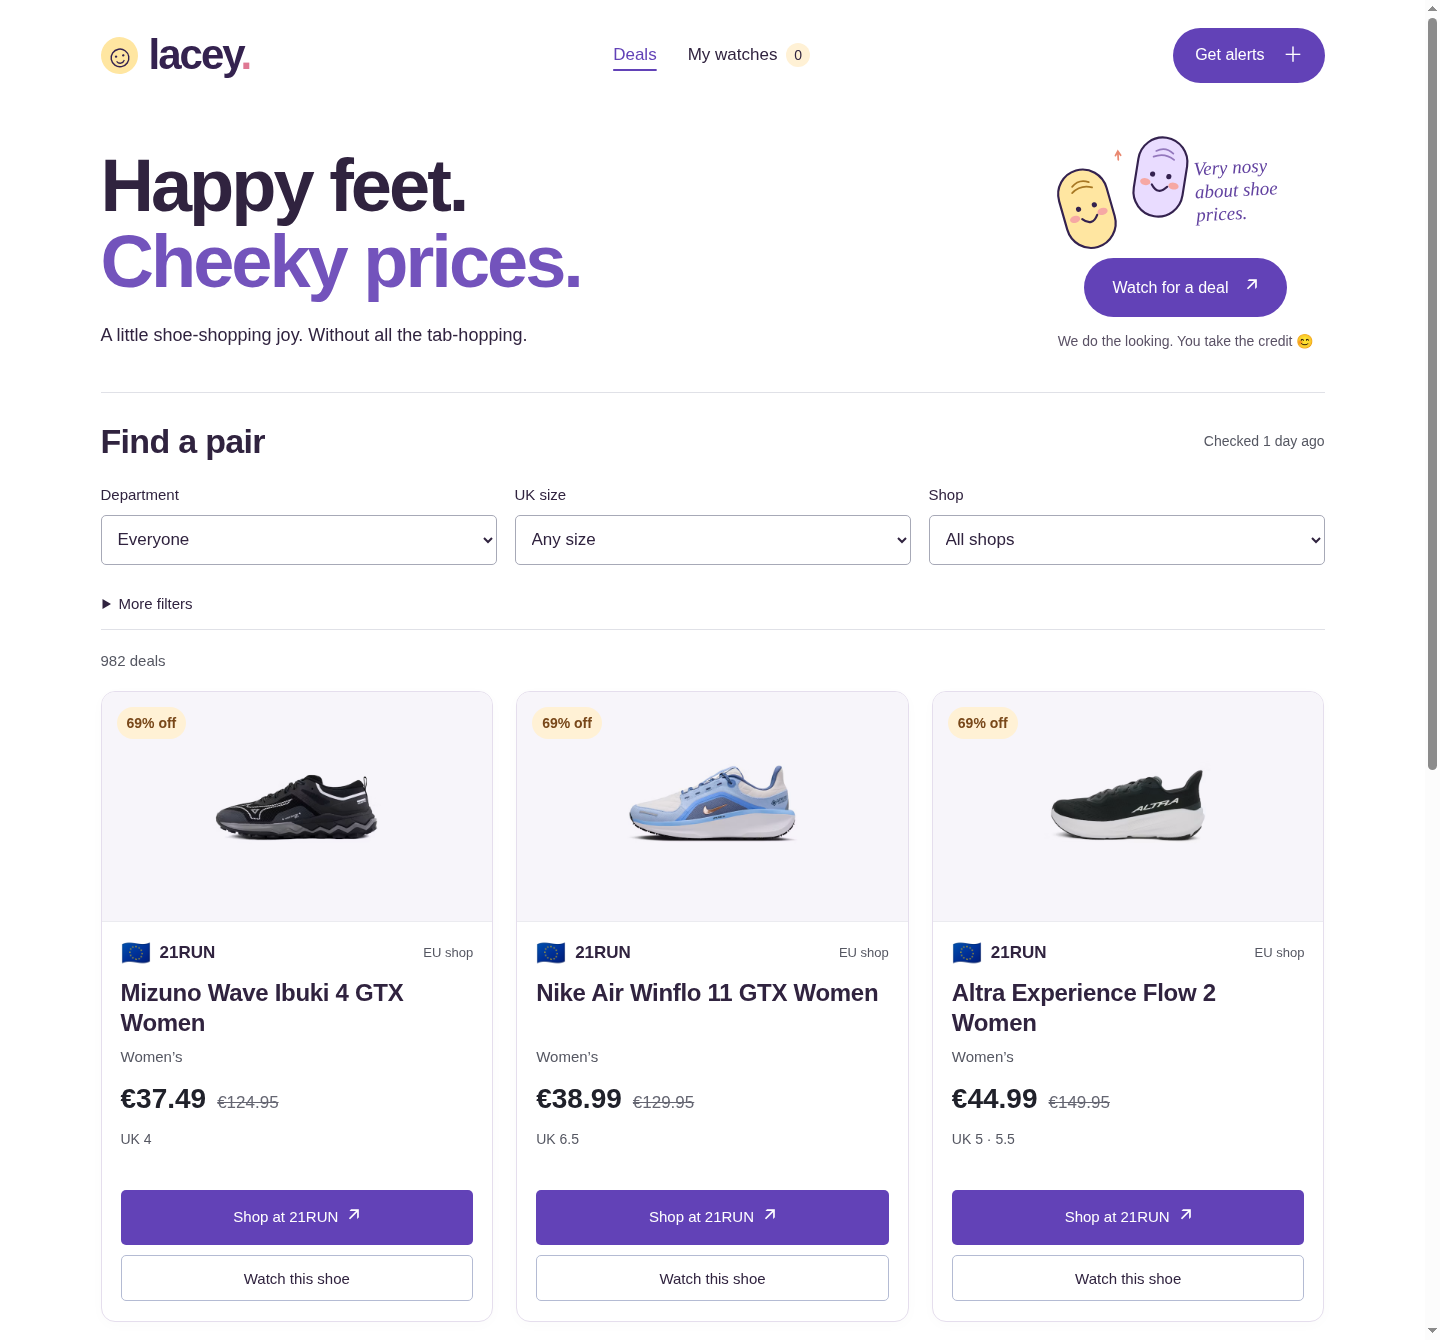 lacey.
Deals
My watches 0
Get alerts
Happy feet.
Cheeky prices.
A little shoe-shopping joy. Without all the tab-hopping.
Very nosy
about shoe
prices.
Watch for a deal
We do the looking. You take the credit 😊
Find a pair
Checked 1 day ago
Department
UK size
Shop
Everyone
Any size
All shops
More filters
982 deals
69% off
21RUN
EU shop
Mizuno Wave Ibuki 4 GTX
Women
Women's
€37.49 €124.95
UK 4
Shop at 21RUN
Watch this shoe
69% off
21RUN
EU shop
Nike Air Winflo 11 GTX Women
Women's
€38.99 €129.95
UK 6.5
Shop at 21RUN
Watch this shoe
69% off
ALTRA
21RUN
EU shop
Altra Experience Flow 2
Women
Women's
€44.99 €149.95
UK 5 · 5.5
Shop at 21RUN
Watch this shoe